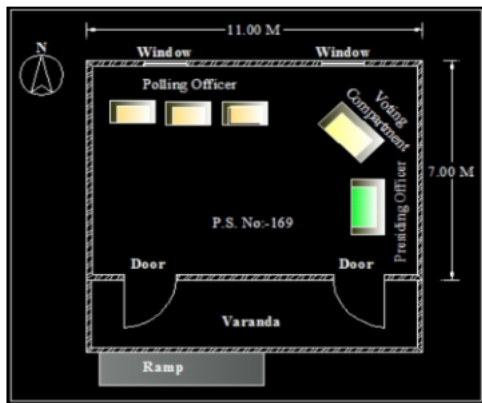 11.00 M
N
Window
Window
Polling Officer
Voting
Compartment
7.00 M
Presiding Officer
P.S. No:-169
Door
Door
Varanda
Ramp